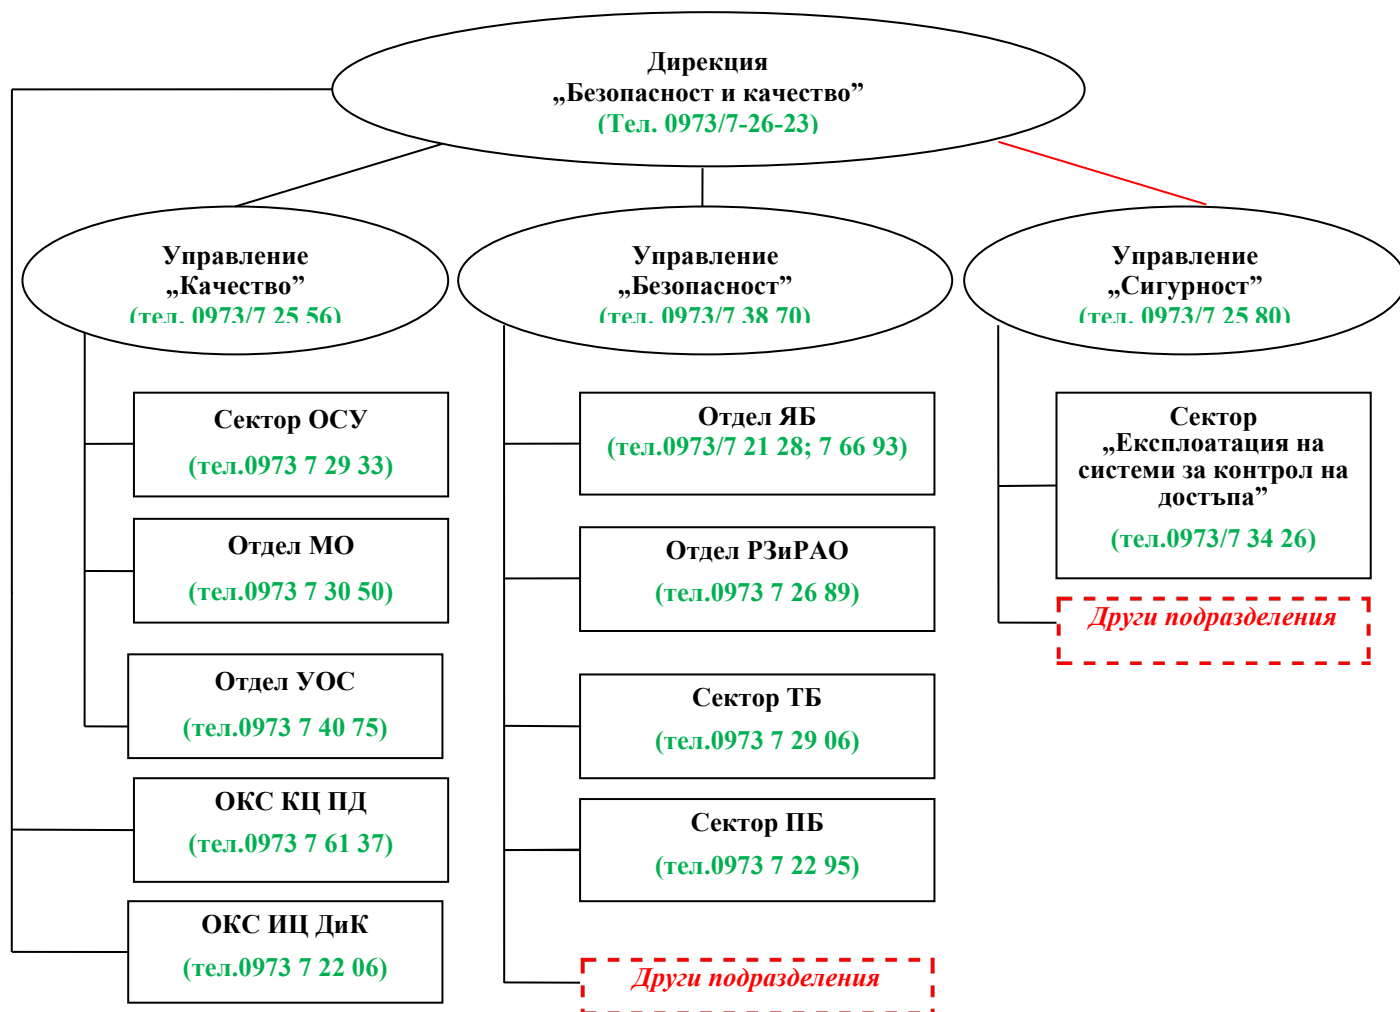 Дирекция
„Безопасност и качество”
(Тел. 0973/7-26-23)
Управление
„Качество”
(тел. 0973/7 25 56)
Управление
„Безопасност”
(тел. 0973/7 38 70)
Управление
„Сигурност”
(тел. 0973/7 25 80)
Сектор ОСУ
(тел.0973 7 29 33)
Отдел МО
(тел.0973 7 30 50)
Отдел УОС
(тел.0973 7 40 75)
ОКС КЦ ПД
(тел.0973 7 61 37)
ОКС ИЦ ДиК
(тел.0973 7 22 06)
Отдел ЯБ
(тел.0973/7 21 28; 7 66 93)
Отдел РЗиРАО
(тел.0973 7 26 89)
Сектор ТБ
(тел.0973 7 29 06)
Сектор ПБ
(тел.0973 7 22 95)
Други подразделения
Сектор
„Експлоатация на
системи за контрол на
достъпа”
(тел.0973/7 34 26)
Други подразделения